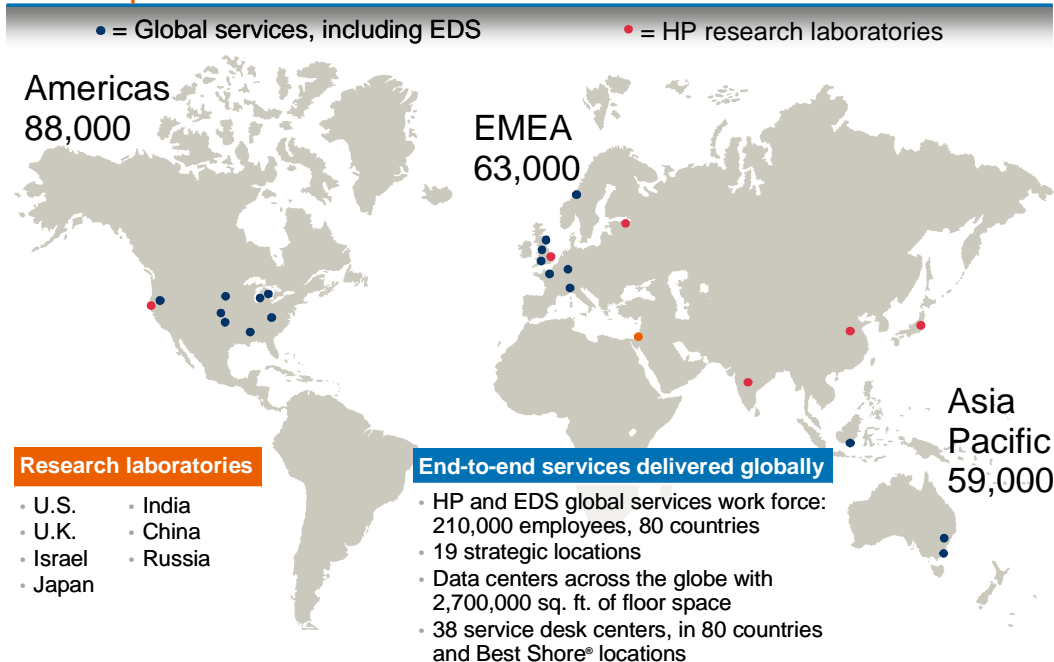 • = Global services, including EDS
• = HP research laboratories
Americas
88,000
EMEA
63,000
Asia
Pacific
59,000
Research laboratories
• U.S.
• U.K.
• Israel
• Japan
• India
• China
• Russia
End-to-end services delivered globally
• HP and EDS global services work force:
210,000 employees, 80 countries
• 19 strategic locations
• Data centers across the globe with
2,700,000 sq. ft. of floor space
• 38 service desk centers, in 80 countries
and Best Shore® locations